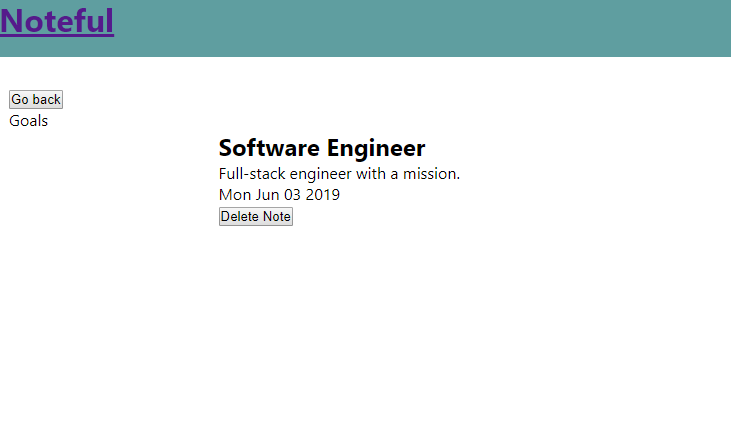 Noteful
Go back
Goals
Software Engineer
Full-stack engineer with a mission.
Mon Jun 03 2019
Delete Note